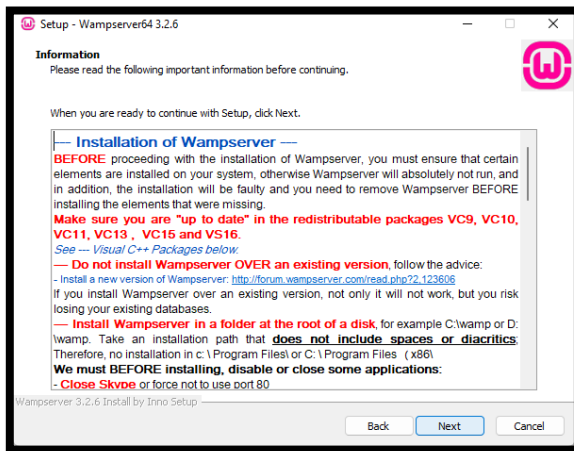 Setup - Wampserver64 3.2.6
Information
Please read the following important information before continuing.
When you are ready to continue with Setup, click Next.
--- Installation of Wampserver ---
BEFORE proceeding with the installation of Wampserver, you must ensure that certain
elements are installed on your system, otherwise Wampserver will absolutely not run, and
in addition, the installation will be faulty and you need to remove Wampserver BEFORE
installing the elements that were missing.
Make sure you are "up to date" in the redistributable packages VC9, VC10,
VC11, VC13 , VC15 and VS16.
See --- Visual C++ Packages below.
--- Do not install Wampserver OVER an existing version, follow the advice:
- Install a new version of Wampserver: http://forum.wampserver.com/read.php?2,123606
If you install Wampserver over an existing version, not only it will not work, but you risk
losing your existing databases.
--- Install Wampserver in a folder at the root of a disk, for example C:\wamp or D:
\wamp. Take an installation path that does not include spaces or diacritics;
Therefore, no installation in c: \ Program Files\ or C: \ Program Files (x86\
We must BEFORE installing, disable or close some applications:
- Close Skype or force not to use port 80
Wampserver 3.2.6 Install by Inno Setup
Back
Next
Cancel